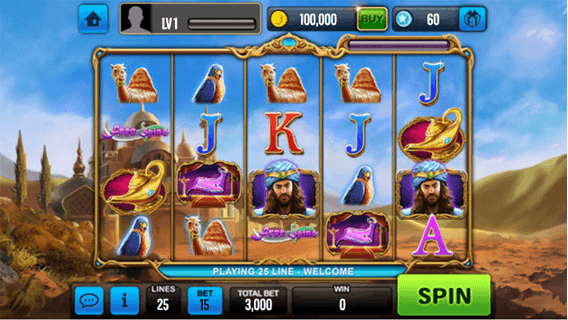 LV1 100,000 BUY 60
J
J K J
A
PLAYING 25 LINE - WELCOME
LINES BET TOTAL BET WIN SPIN
25 15 3,000 0